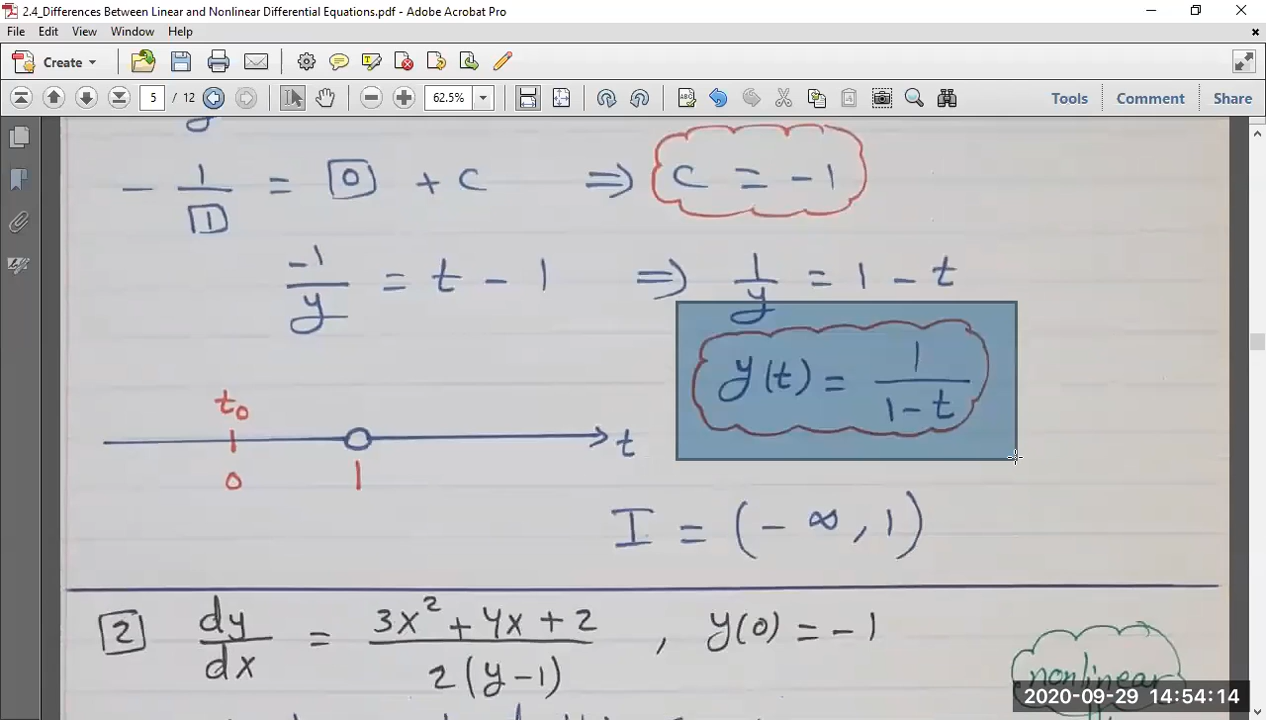 2.4_Differences Between Linear and Nonlinear Differential Equations.pdf - Adobe Acrobat Pro
File Edit View Window Help
Create
5 / 12
62.5%
Tools Comment Share
y
- 1/1 = 0 + C ⇒ C = -1
-1/y = t - 1 ⇒ 1/y = 1 - t
y(t) = 1/(1-t)
t₀
t
0 1
I = (-∞, 1)
2 dy/dx = (3x² + 4x + 2)/(2(y-1)) , y(0) = -1
nonlinear
2020-09-29 14:54:14